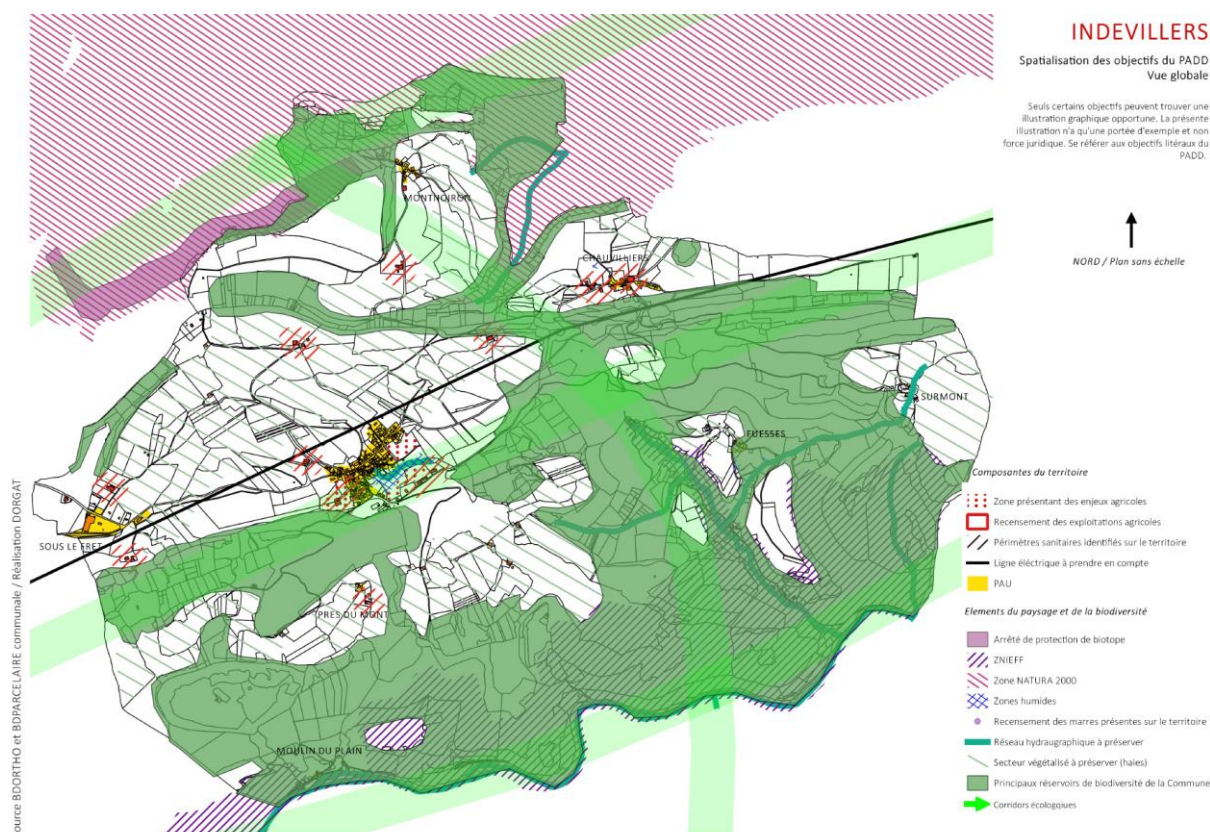 INDEVILLERS
Spatialisation des objectifs du PADD
Vue globale
Seuls certains objectifs peuvent trouver une
illustration graphique opportune. La présente
illustration n'a qu'une portée d'exemple et non
force juridique. Se référer aux objectifs litéraux du
PADD.
NORD / Plan sans échelle
MONTNOIRON
CHAUVILLIERS
SURMONT
FUESSES
SOUS LE FRET
PRES DU MONT
MOULIN DU PLAIN
Composantes du territoire
Zone présentant des enjeux agricoles
Recensement des exploitations agricoles
Périmètres sanitaires identifiés sur le territoire
Ligne éléctrique à prendre en compte
PAU
Elements du paysage et de la biodiversité
Arrêté de protection de biotope
ZNIEFF
Zone NATURA 2000
Zones humides
Recensement des marres présentes sur le territoire
Réseau hydraugraphique à préserver
Secteur végétalisé à préserver (haies)
Principaux réservoirs de biodiversité de la Commune
Corridors écologqiues
ource BDORTHO et BDPARCELAIRE communale / Réalisation DORGAT